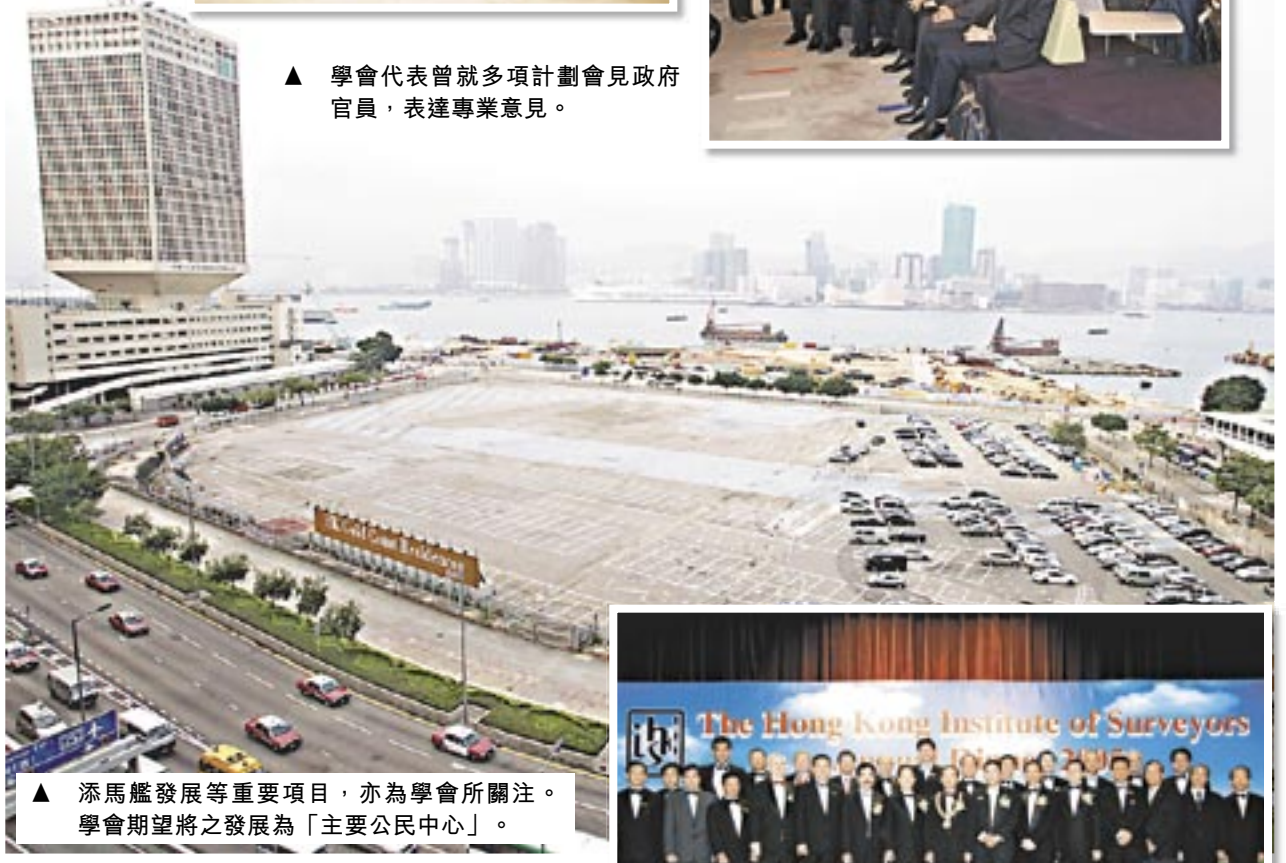 ▲ 學會代表曾就多項計劃會見政府
官員，表達專業意見。
▲ 添馬艦發展等重要項目，亦為學會所關注。
學會期望將之發展為「主要公民中心」。
The Hong Kong Institute of Surveyors